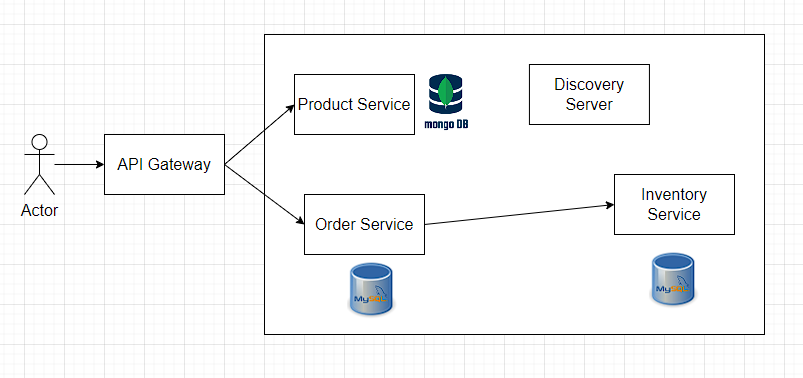 Product Service
mongo DB
Discovery
Server
API Gateway
Actor
Order Service
Inventory
Service
MySQL
MySQL